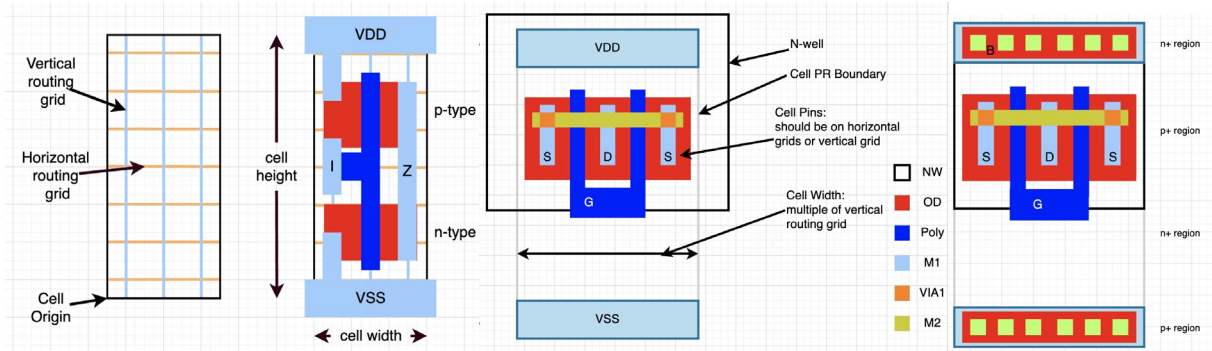 Vertical
routing
grid
Horizontal
routing
grid
Cell
Origin
cell
height
VDD
p-type
I
Z
n-type
VSS
cell width
VDD
N-well
Cell PR Boundary
Cell Pins:
should be on horizontal
grids or vertical grid
S
D
S
G
Cell Width:
multiple of vertical
routing grid
VSS
NW
OD
Poly
M1
VIA1
M2
B
n+ region
p+ region
S
D
S
G
n+ region
p+ region